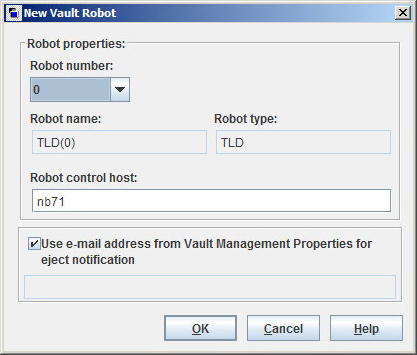 New Vault Robot
Robot properties:
Robot number:
0
Robot name:
Robot type:
TLD(0)
TLD
Robot control host:
nb71
Use e-mail address from Vault Management Properties for
eject notification
OK
Cancel
Help